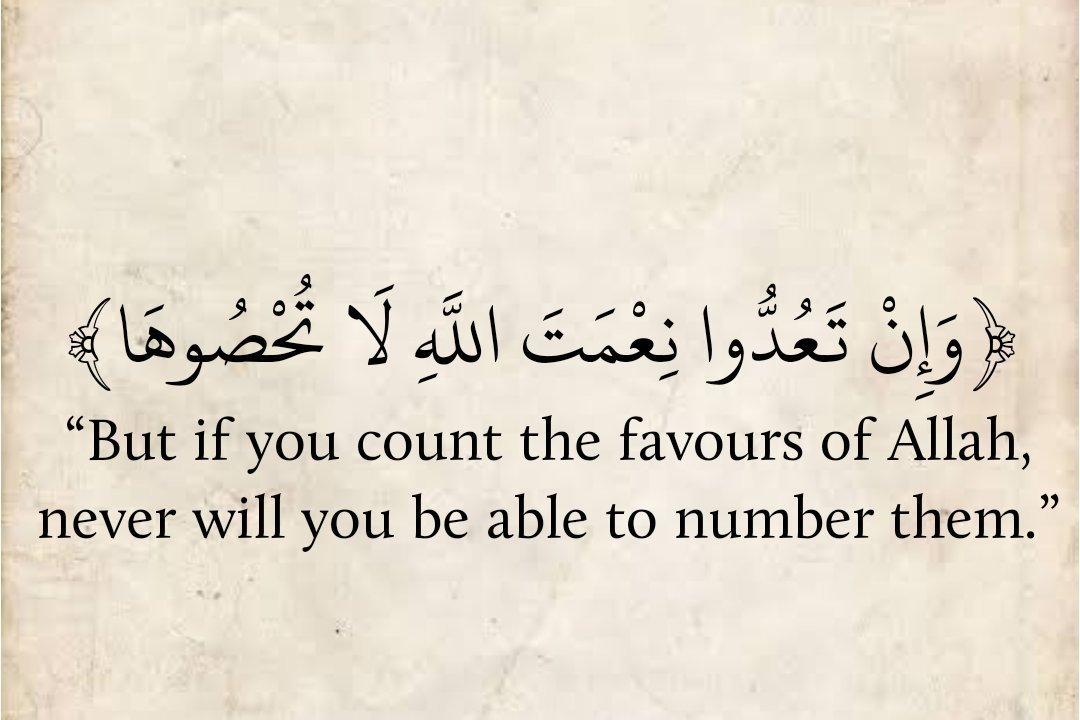 ﴿وَإِنْ تَعُدُّوا نِعْمَتَ اللَّهِ لَا تُحْصُوهَا﴾
“But if you count the favours of Allah,
never will you be able to number them.”